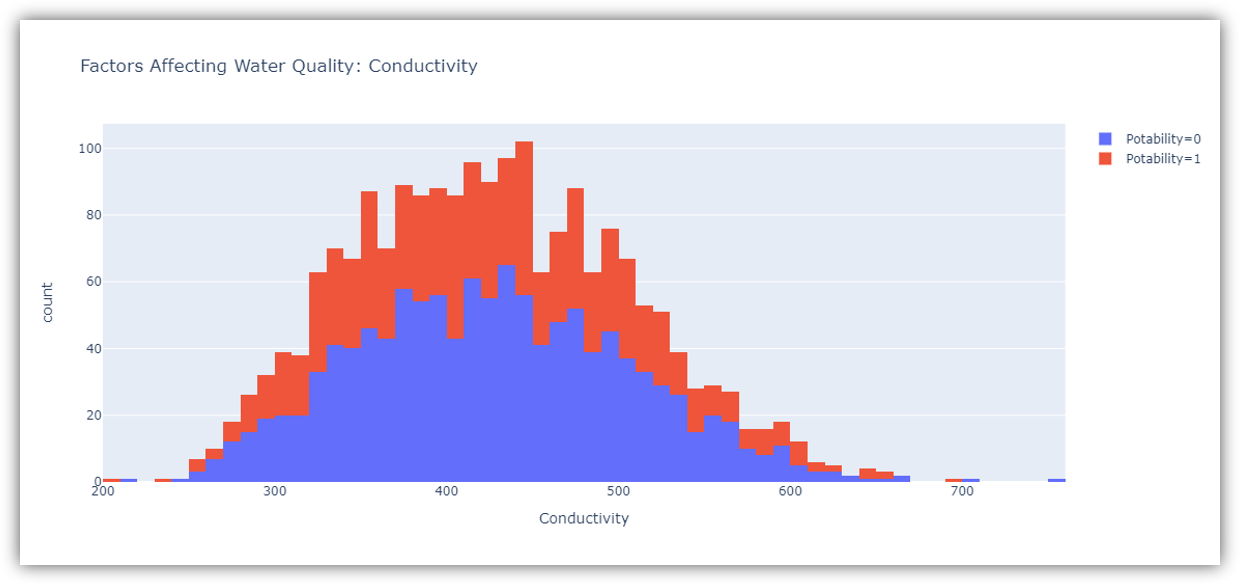 Factors Affecting Water Quality: Conductivity
Potability=0
Potability=1
100
80
60
40
20
0
count
200 300 400 500 600 700
Conductivity